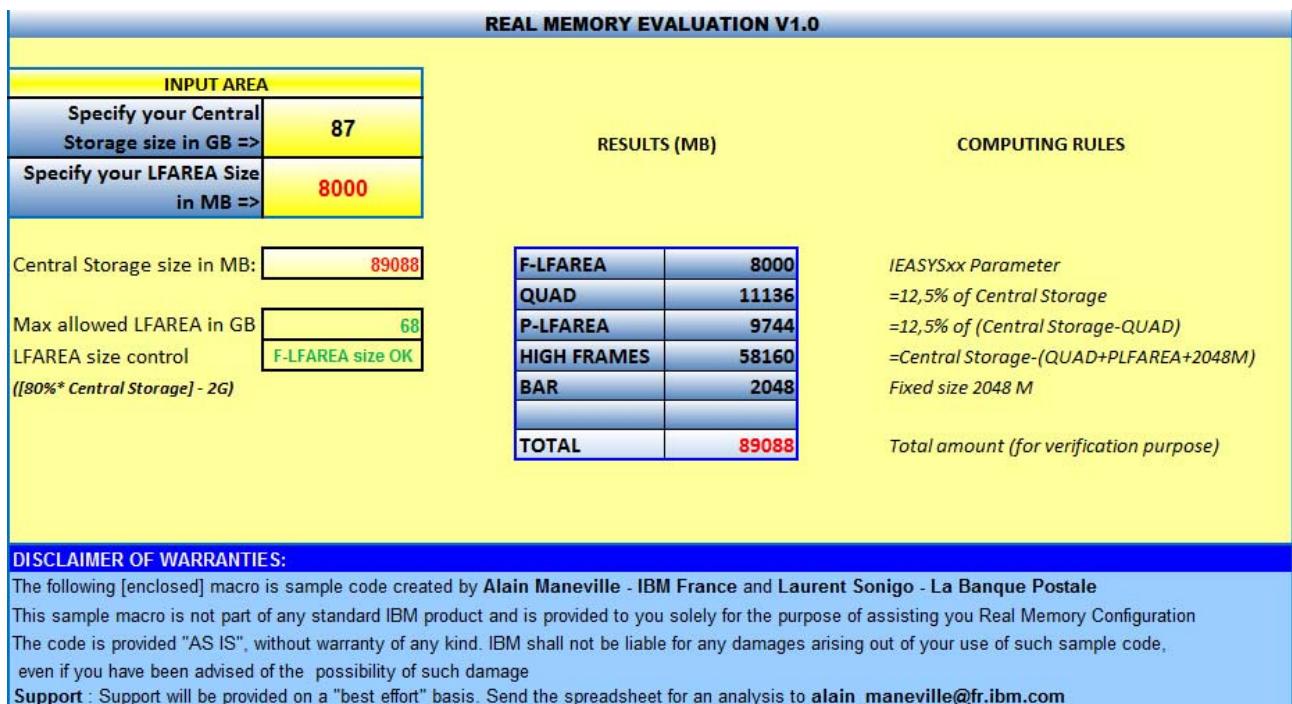 REAL MEMORY EVALUATION V1.0
INPUT AREA
Specify your Central
Storage size in GB =>
87
Specify your LFAREA Size
in MB =>
8000
RESULTS (MB)
COMPUTING RULES
Central Storage size in MB:
89088
Max allowed LFAREA in GB
68
LFAREA size control
F-LFAREA size OK
([80%* Central Storage] - 2G)
F-LFAREA 8000 IEASYSxx Parameter
QUAD 11136 =12,5% of Central Storage
P-LFAREA 9744 =12,5% of (Central Storage-QUAD)
HIGH FRAMES 58160 =Central Storage-(QUAD+PLFAREA+2048M)
BAR 2048 Fixed size 2048 M
TOTAL 89088 Total amount (for verification purpose)
DISCLAIMER OF WARRANTIES:
The following [enclosed] macro is sample code created by Alain Maneville - IBM France and Laurent Sonigo - La Banque Postale
This sample macro is not part of any standard IBM product and is provided to you solely for the purpose of assisting you Real Memory Configuration
The code is provided "AS IS", without warranty of any kind. IBM shall not be liable for any damages arising out of your use of such sample code,
even if you have been advised of the possibility of such damage
Support : Support will be provided on a "best effort" basis. Send the spreadsheet for an analysis to alain_maneville@fr.ibm.com